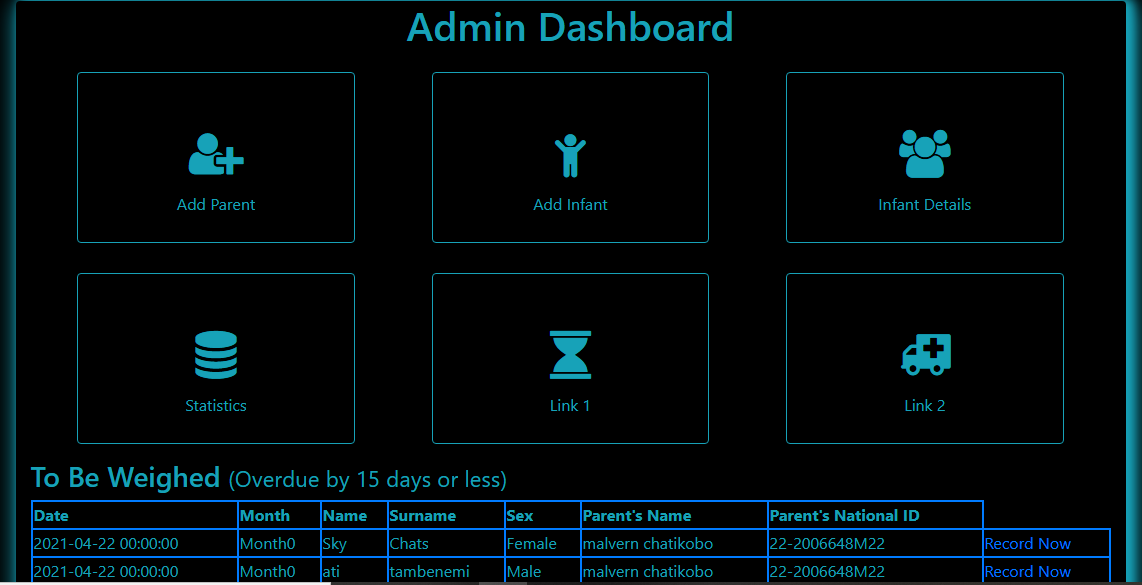 Admin Dashboard
Add Parent Add Infant Infant Details
Statistics Link 1 Link 2
To Be Weighed (Overdue by 15 days or less)
Date Month Name Surname Sex Parent's Name Parent's National ID
2021-04-22 00:00:00 Month0 Sky Chats Female malvern chatikobo 22-2006648M22 Record Now
2021-04-22 00:00:00 Month0 ati tambenemi Male malvern chatikobo 22-2006648M22 Record Now